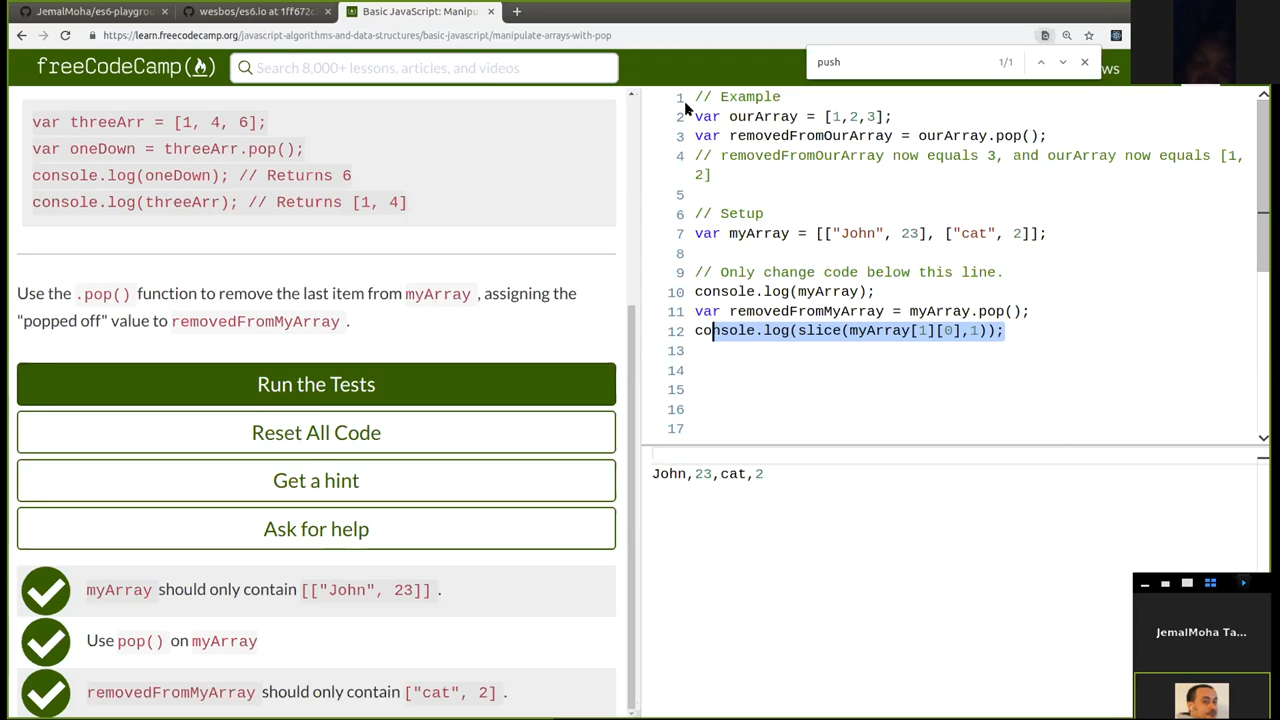 JemalMoha/es6-playgrou
wesbos/es6.io at 1ff672c
Basic JavaScript: Manipu
https://learn.freecodecamp.org/javascript-algorithms-and-data-structures/basic-javascript/manipulate-arrays-with-pop
freeCodeCamp
Search 8,000+ lessons, articles, and videos
push
1/1
ws
var threeArr = [1, 4, 6];
var oneDown = threeArr.pop();
console.log(oneDown); // Returns 6
console.log(threeArr); // Returns [1, 4]
Use the .pop() function to remove the last item from myArray , assigning the
"popped off" value to removedFromMyArray .
Run the Tests
Reset All Code
Get a hint
Ask for help
myArray should only contain [["John", 23]] .
Use pop() on myArray
removedFromMyArray should only contain ["cat", 2] .
1 // Example
2 var ourArray = [1,2,3];
3 var removedFromOurArray = ourArray.pop();
4 // removedFromOurArray now equals 3, and ourArray now equals [1,
2]
5
6 // Setup
7 var myArray = [["John", 23], ["cat", 2]];
8
9 // Only change code below this line.
10 console.log(myArray);
11 var removedFromMyArray = myArray.pop();
12 console.log(slice(myArray[1][0],1));
13
14
15
16
17
John,23,cat,2
JemalMoha Ta...